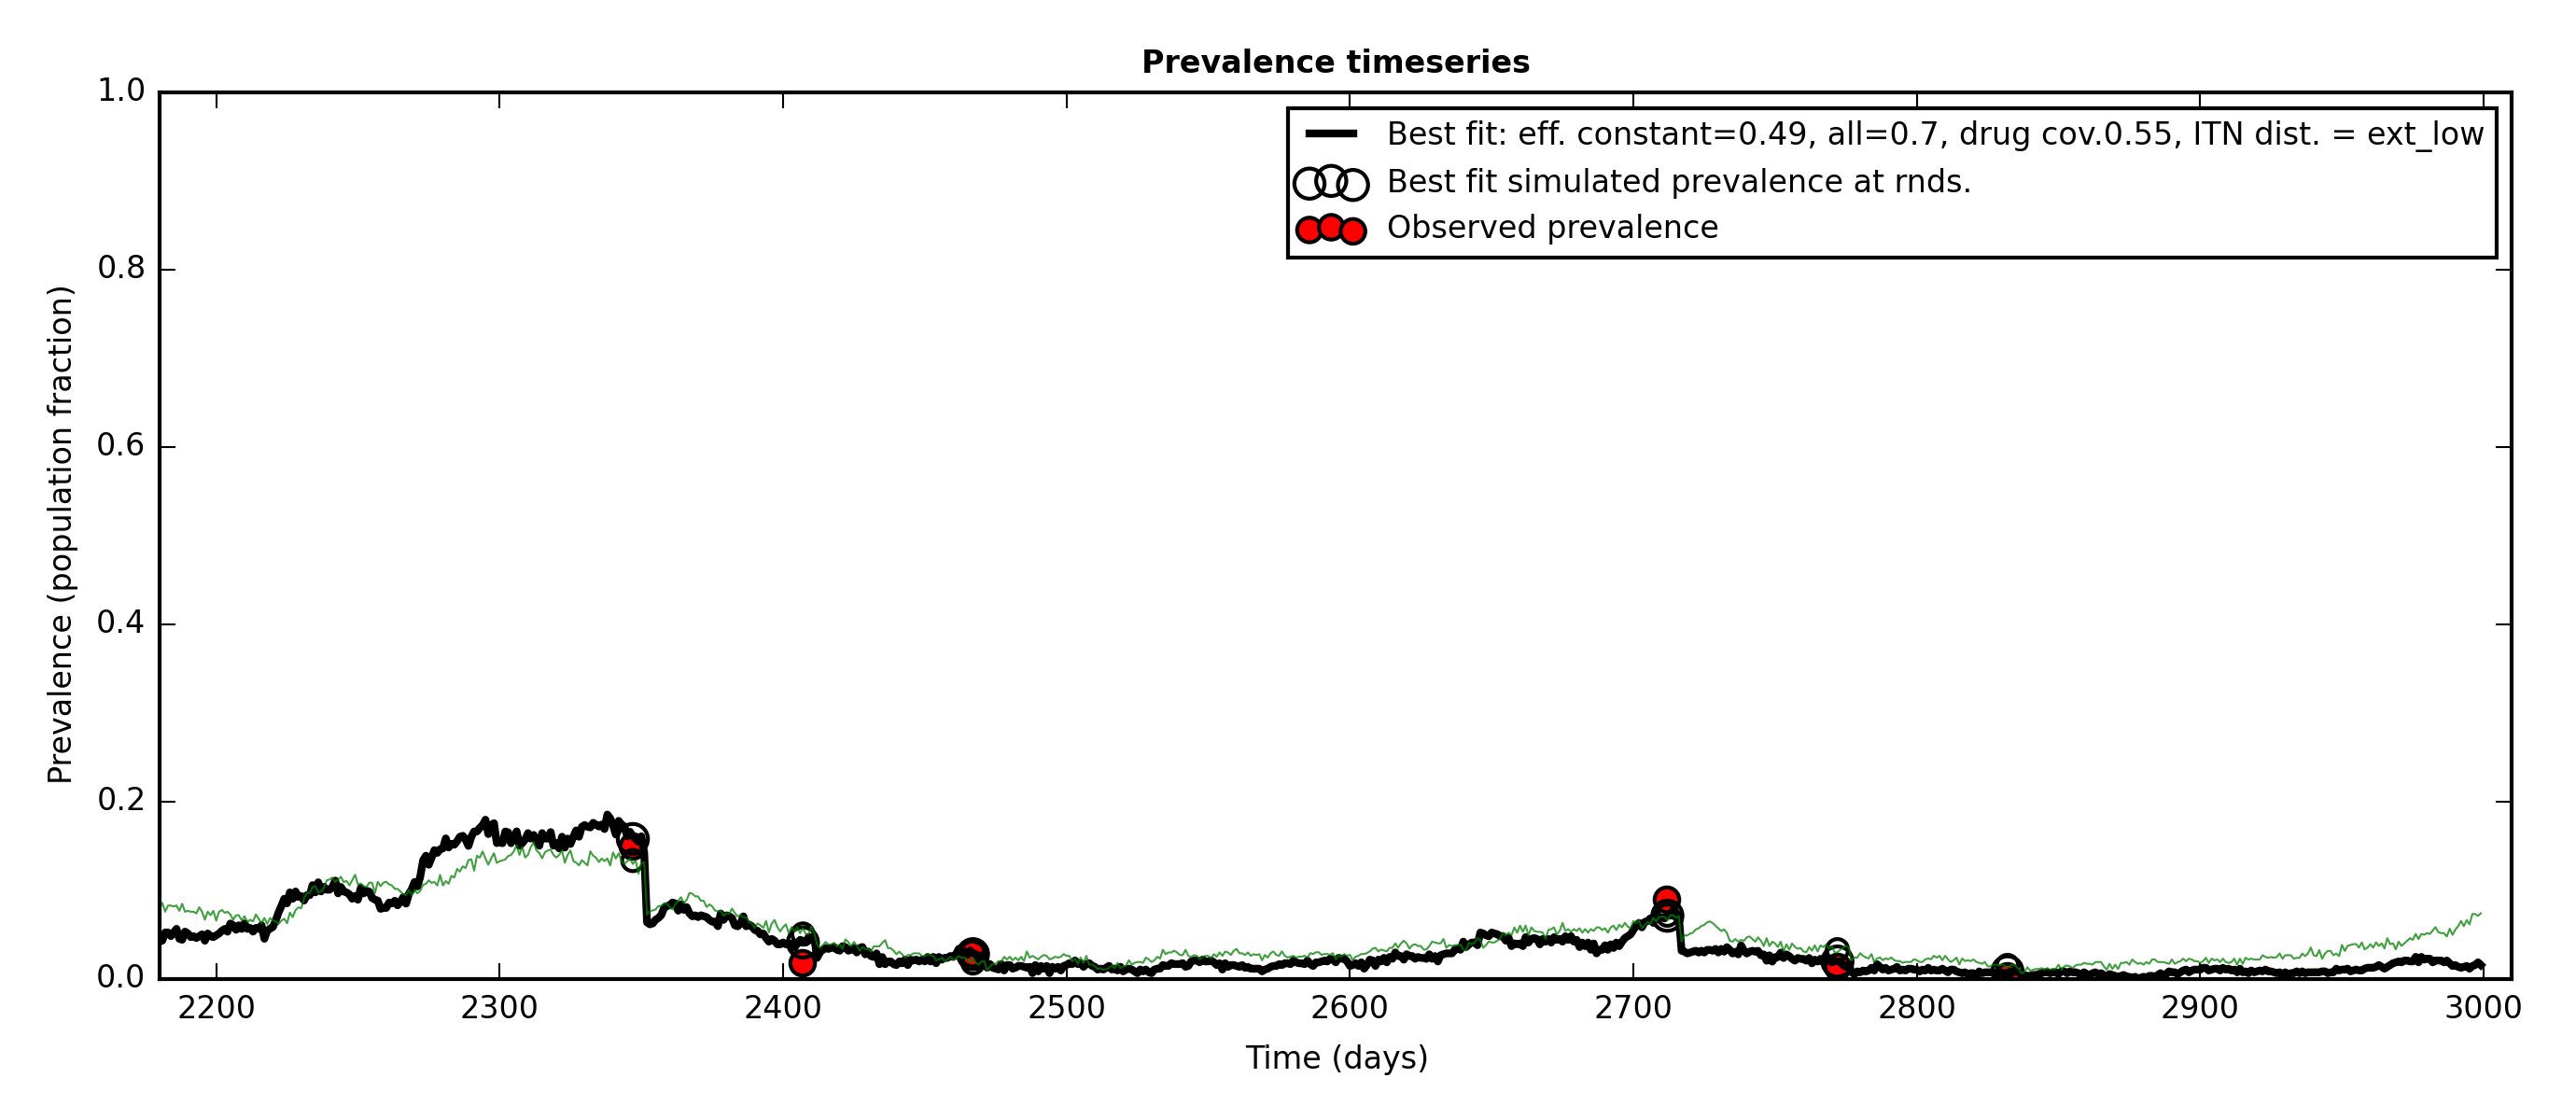 Prevalence timeseries
1.0
0.8
0.6
0.4
0.2
0.0
Prevalence (population fraction)
Best fit: eff. constant=0.49, all=0.7, drug cov.0.55, ITN dist. = ext_low
Best fit simulated prevalence at rnds.
Observed prevalence
2200 2300 2400 2500 2600 2700 2800 2900 3000
Time (days)